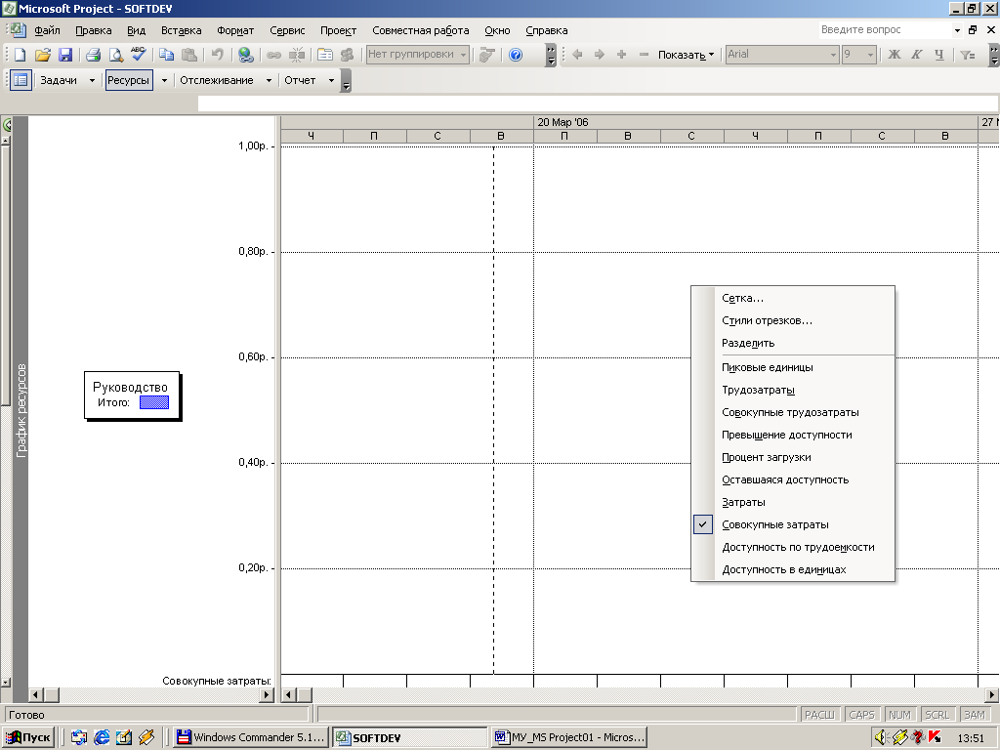 Microsoft Project - SOFTDEV
Файл Правка Вид Вставка Формат Сервис Проект Совместная работа Окно Справка Введите вопрос
ABC Нет группировки Показать Arial 9 Ж К Ч
Задачи Ресурсы Отслеживание Отчет
20 Мар '06 27
Ч П С В П В С Ч П С В
1,00р.
0,80р.
0,60р.
0,40р.
0,20р.
График ресурсов
Руководство
Итого:
Сетка...
Стили отрезков...
Разделить
Пиковые единицы
Трудозатраты
Совокупные трудозатраты
Превышение доступности
Процент загрузки
Оставшаяся доступность
Затраты
Совокупные затраты
Доступность по трудоемкости
Доступность в единицах
Совокупные затраты:
Готово РАСШ CAPS NUM SCRL ЗАМ
Пуск Windows Commander 5.1... SOFTDEV МУ_MS Project01 - Micros... 13:51